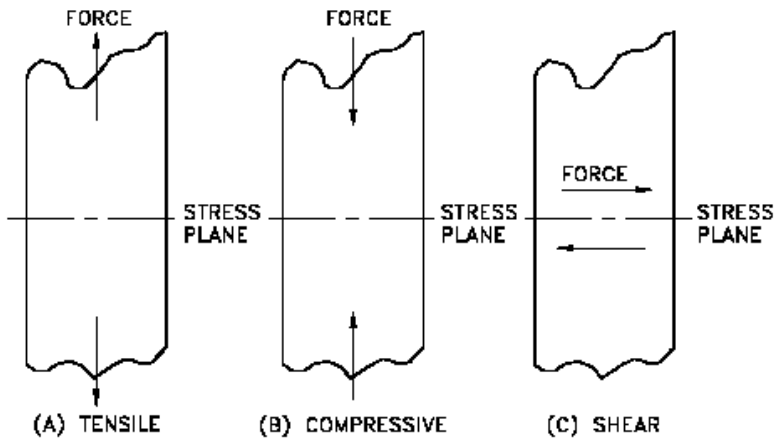 FORCE
FORCE
FORCE
STRESS
PLANE
STRESS
PLANE
STRESS
PLANE
(A) TENSILE
(B) COMPRESSIVE
(C) SHEAR